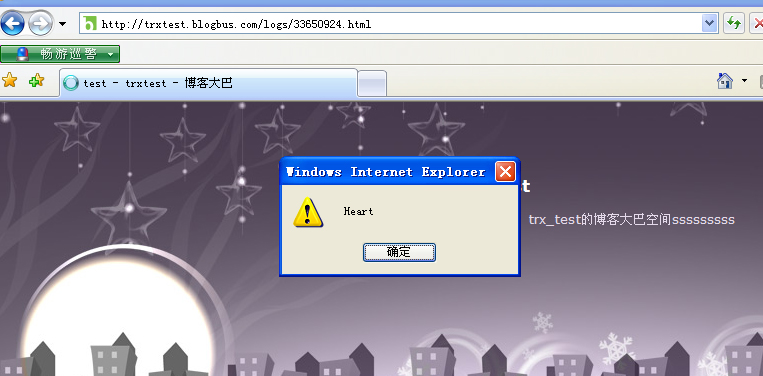 http://trxtest.blogbus.com/logs/33650924.html
畅游巡警
test - trxtest - 博客大巴
Windows Internet Explorer
t
Heart
trx_test的博客大巴空间sssssssss
确定